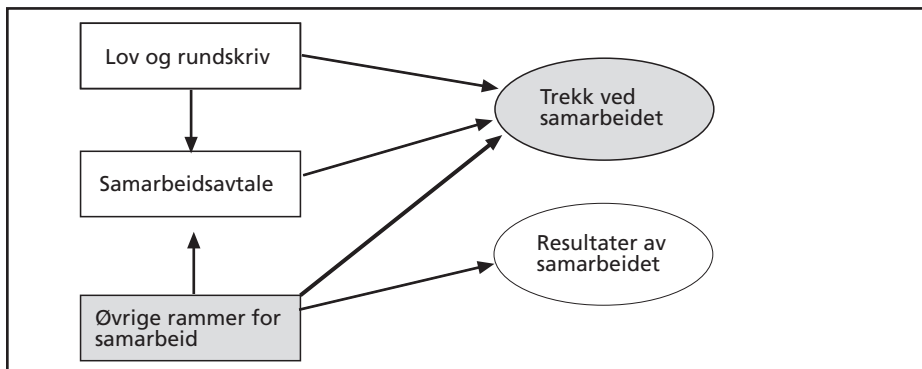 Lov og rundskriv
Trekk ved
samarbeidet
Samarbeidsavtale
Resultater av
samarbeidet
Øvrige rammer for
samarbeid